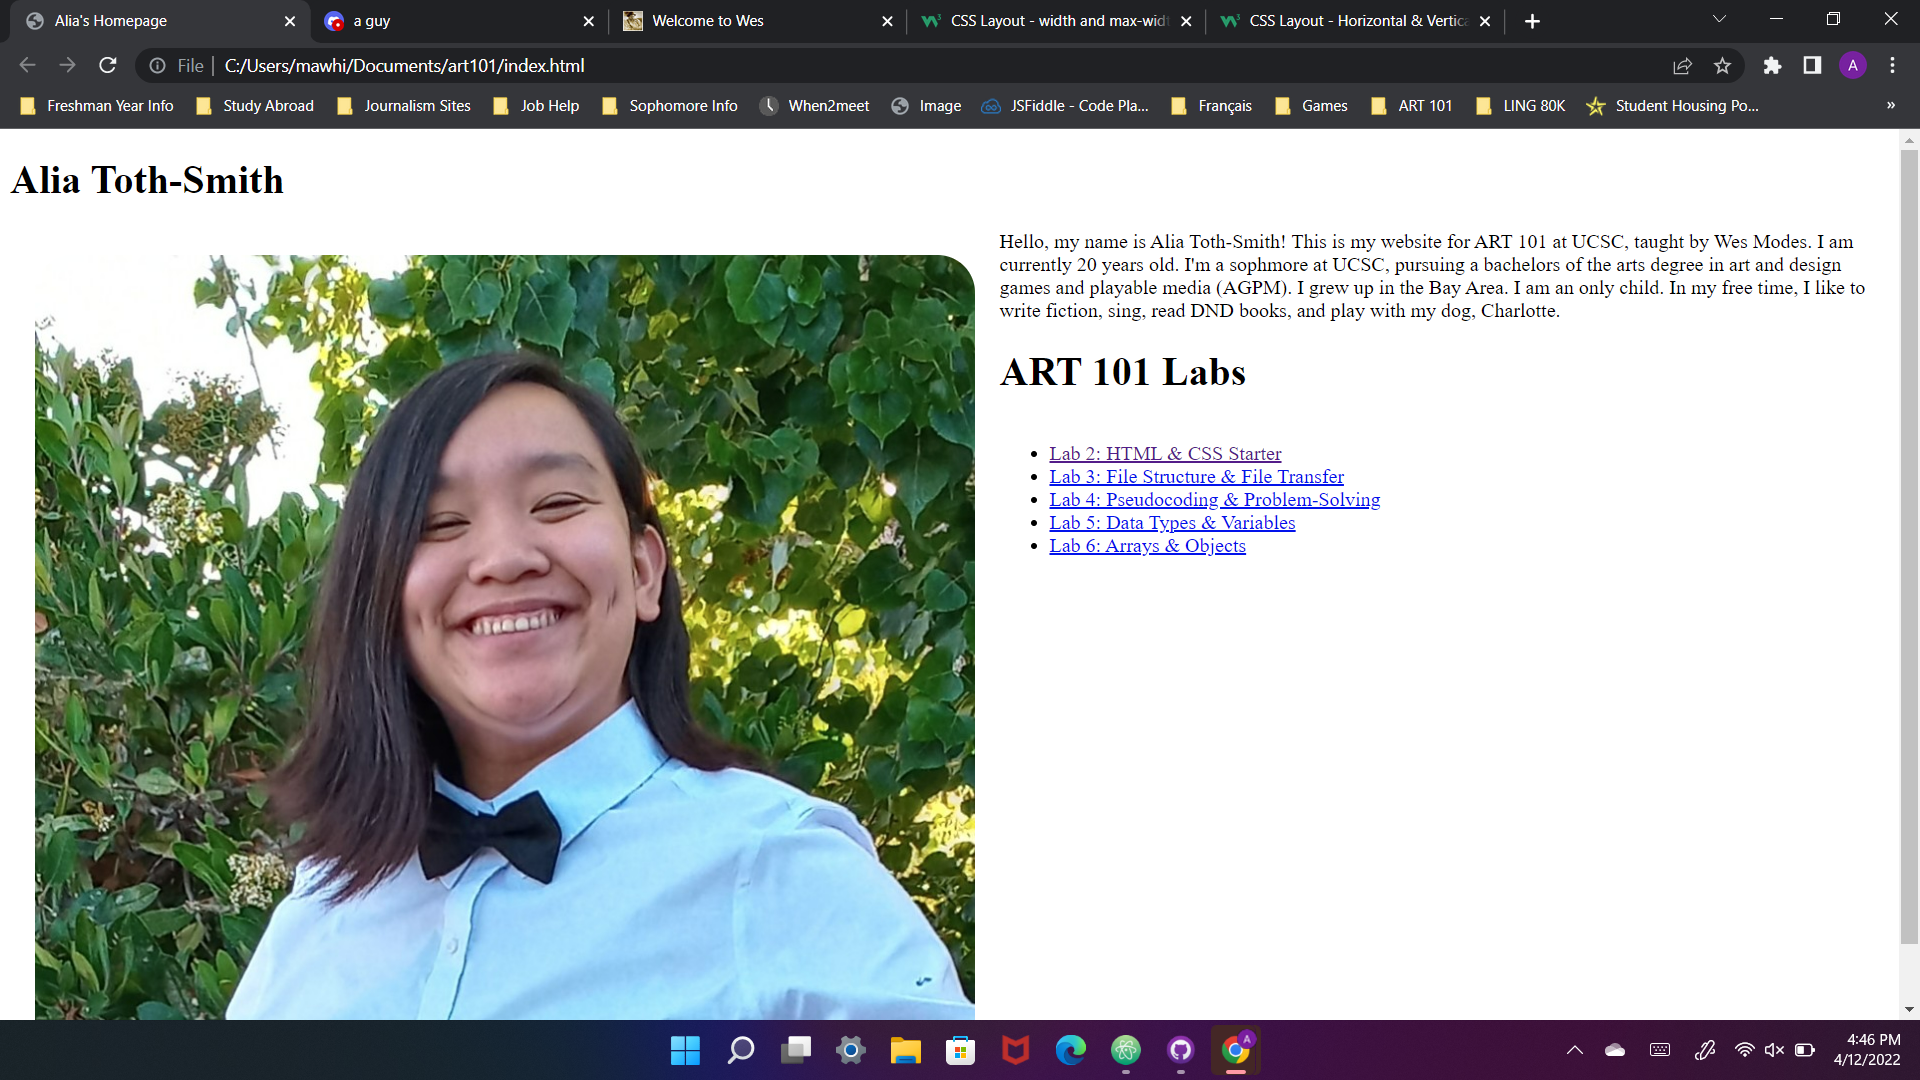 Alia's Homepage
a guy
Welcome to Wes
CSS Layout - width and max-widt
CSS Layout - Horizontal & Vertica
File
C:/Users/mawhi/Documents/art101/index.html
A
Freshman Year Info
Study Abroad
Journalism Sites
Job Help
Sophomore Info
When2meet
Image
JSFiddle - Code Pla...
Français
Games
ART 101
LING 80K
Student Housing Po...
»
Alia Toth-Smith
Hello, my name is Alia Toth-Smith! This is my website for ART 101 at UCSC, taught by Wes Modes. I am
currently 20 years old. I'm a sophmore at UCSC, pursuing a bachelors of the arts degree in art and design
games and playable media (AGPM). I grew up in the Bay Area. I am an only child. In my free time, I like to
write fiction, sing, read DND books, and play with my dog, Charlotte.
ART 101 Labs
Lab 2: HTML & CSS Starter
Lab 3: File Structure & File Transfer
Lab 4: Pseudocoding & Problem-Solving
Lab 5: Data Types & Variables
Lab 6: Arrays & Objects
A
4:46 PM
4/12/2022